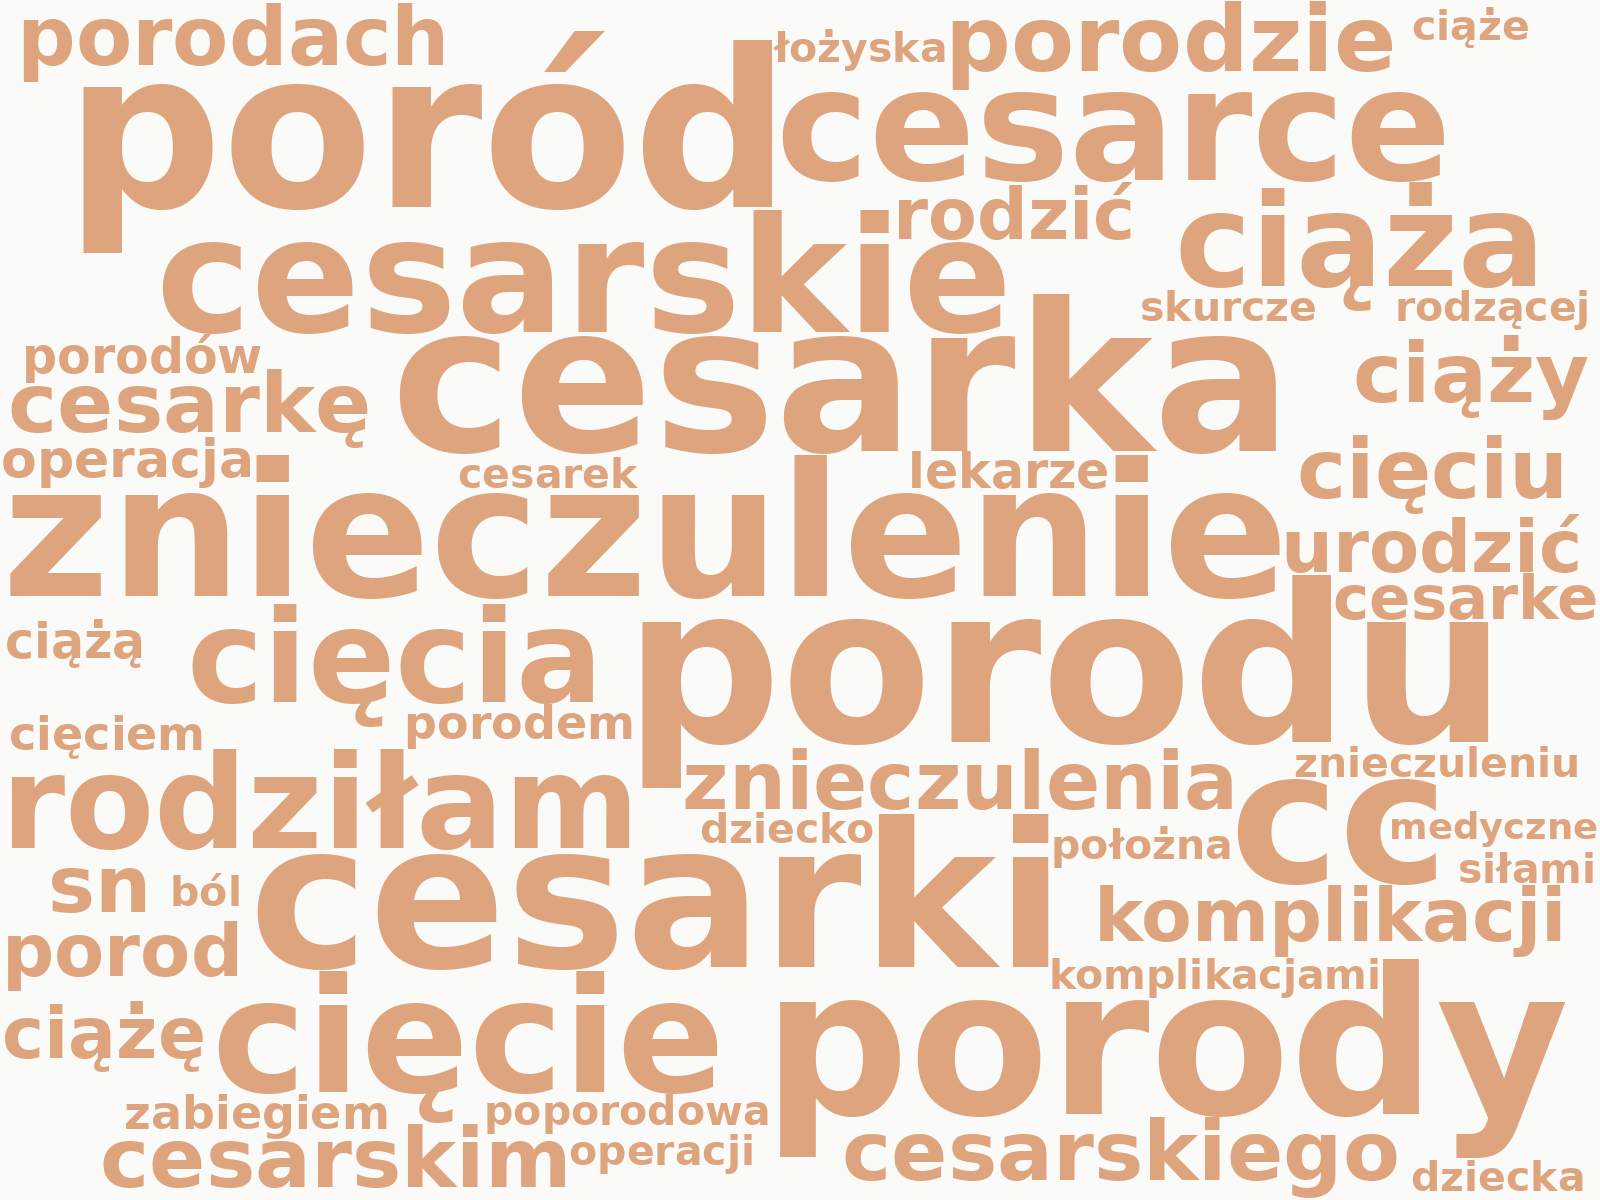 porodach
łożyska
porodzie
ciąże
poród
cesarce
rodzić
ciąża
cesarskie
skurcze
rodzącej
porodów
cesarka
ciąży
cesarkę
operacja
cesarek
lekarze
cięciu
znieczulenie
urodzić
cesarke
ciążą
cięcia
porodu
cięciem
porodem
rodziłam
znieczulenia
znieczuleniu
cc
dziecko
położna
medyczne
siłami
sn
ból
cesarki
komplikacji
porod
komplikacjami
ciążę
cięcie
porody
zabiegiem
poporodowa
cesarskim
operacji
cesarskiego
dziecka